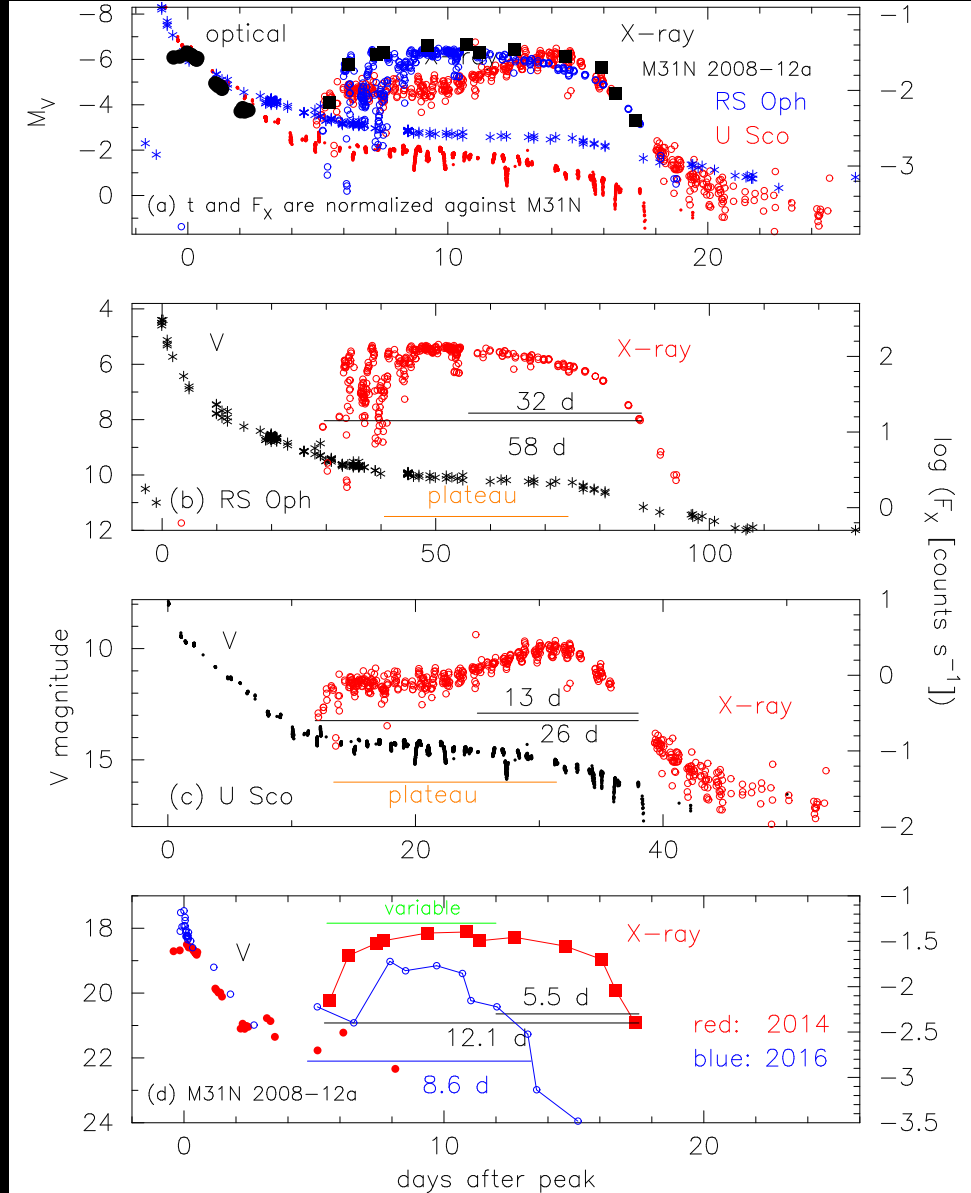 −8
−6
−4
−2
0
M_V
optical
X−ray
M31N 2008−12a
RS Oph
U Sco
(a) t and F_X are normalized against M31N
−1
−2
−3
0
10
20
4
6
8
10
12
V
X−ray
32 d
58 d
(b) RS Oph
plateau
2
1
0
0
50
100
log (F_X [counts s^−1])
V magnitude
10
15
V
X−ray
13 d
26 d
(c) U Sco
plateau
1
0
−1
−2
0
20
40
18
20
22
24
variable
V
X−ray
5.5 d
12.1 d
8.6 d
red: 2014
blue: 2016
(d) M31N 2008−12a
−1
−1.5
−2
−2.5
−3
−3.5
0
10
20
days after peak